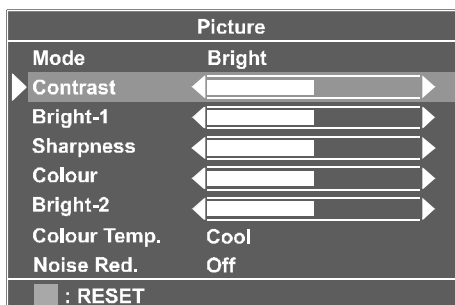 Picture
Mode Bright
Contrast
Bright-1
Sharpness
Colour
Bright-2
Colour Temp. Cool
Noise Red. Off
: RESET